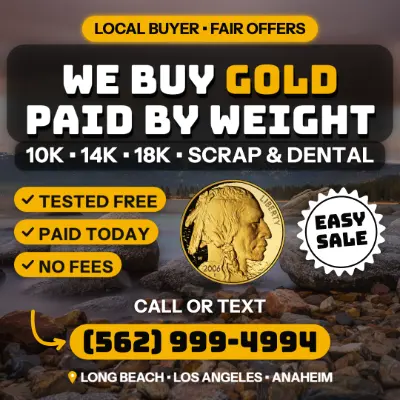 LOCAL BUYER • FAIR OFFERS
WE BUY GOLD
PAID BY WEIGHT
10K • 14K • 18K • SCRAP & DENTAL
TESTED FREE
PAID TODAY
NO FEES
LIBERTY
2006
EASY
SALE
CALL OR TEXT
(562) 999-4994
LONG BEACH • LOS ANGELES • ANAHEIM